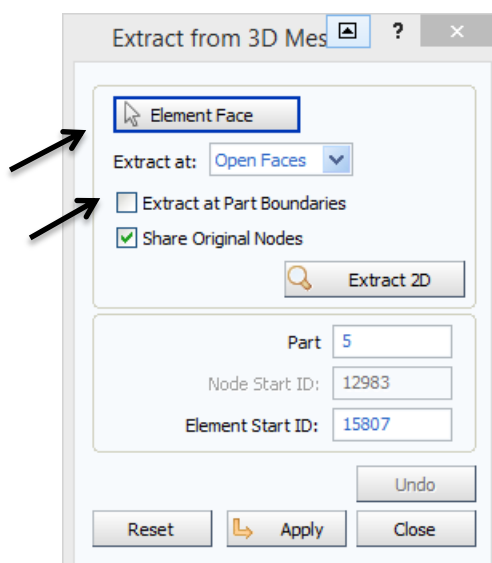 Extract from 3D Mes ?
Element Face
Extract at: Open Faces
Extract at Part Boundaries
Share Original Nodes
Extract 2D
Part 5
Node Start ID: 12983
Element Start ID: 15807
Undo
Reset Apply Close